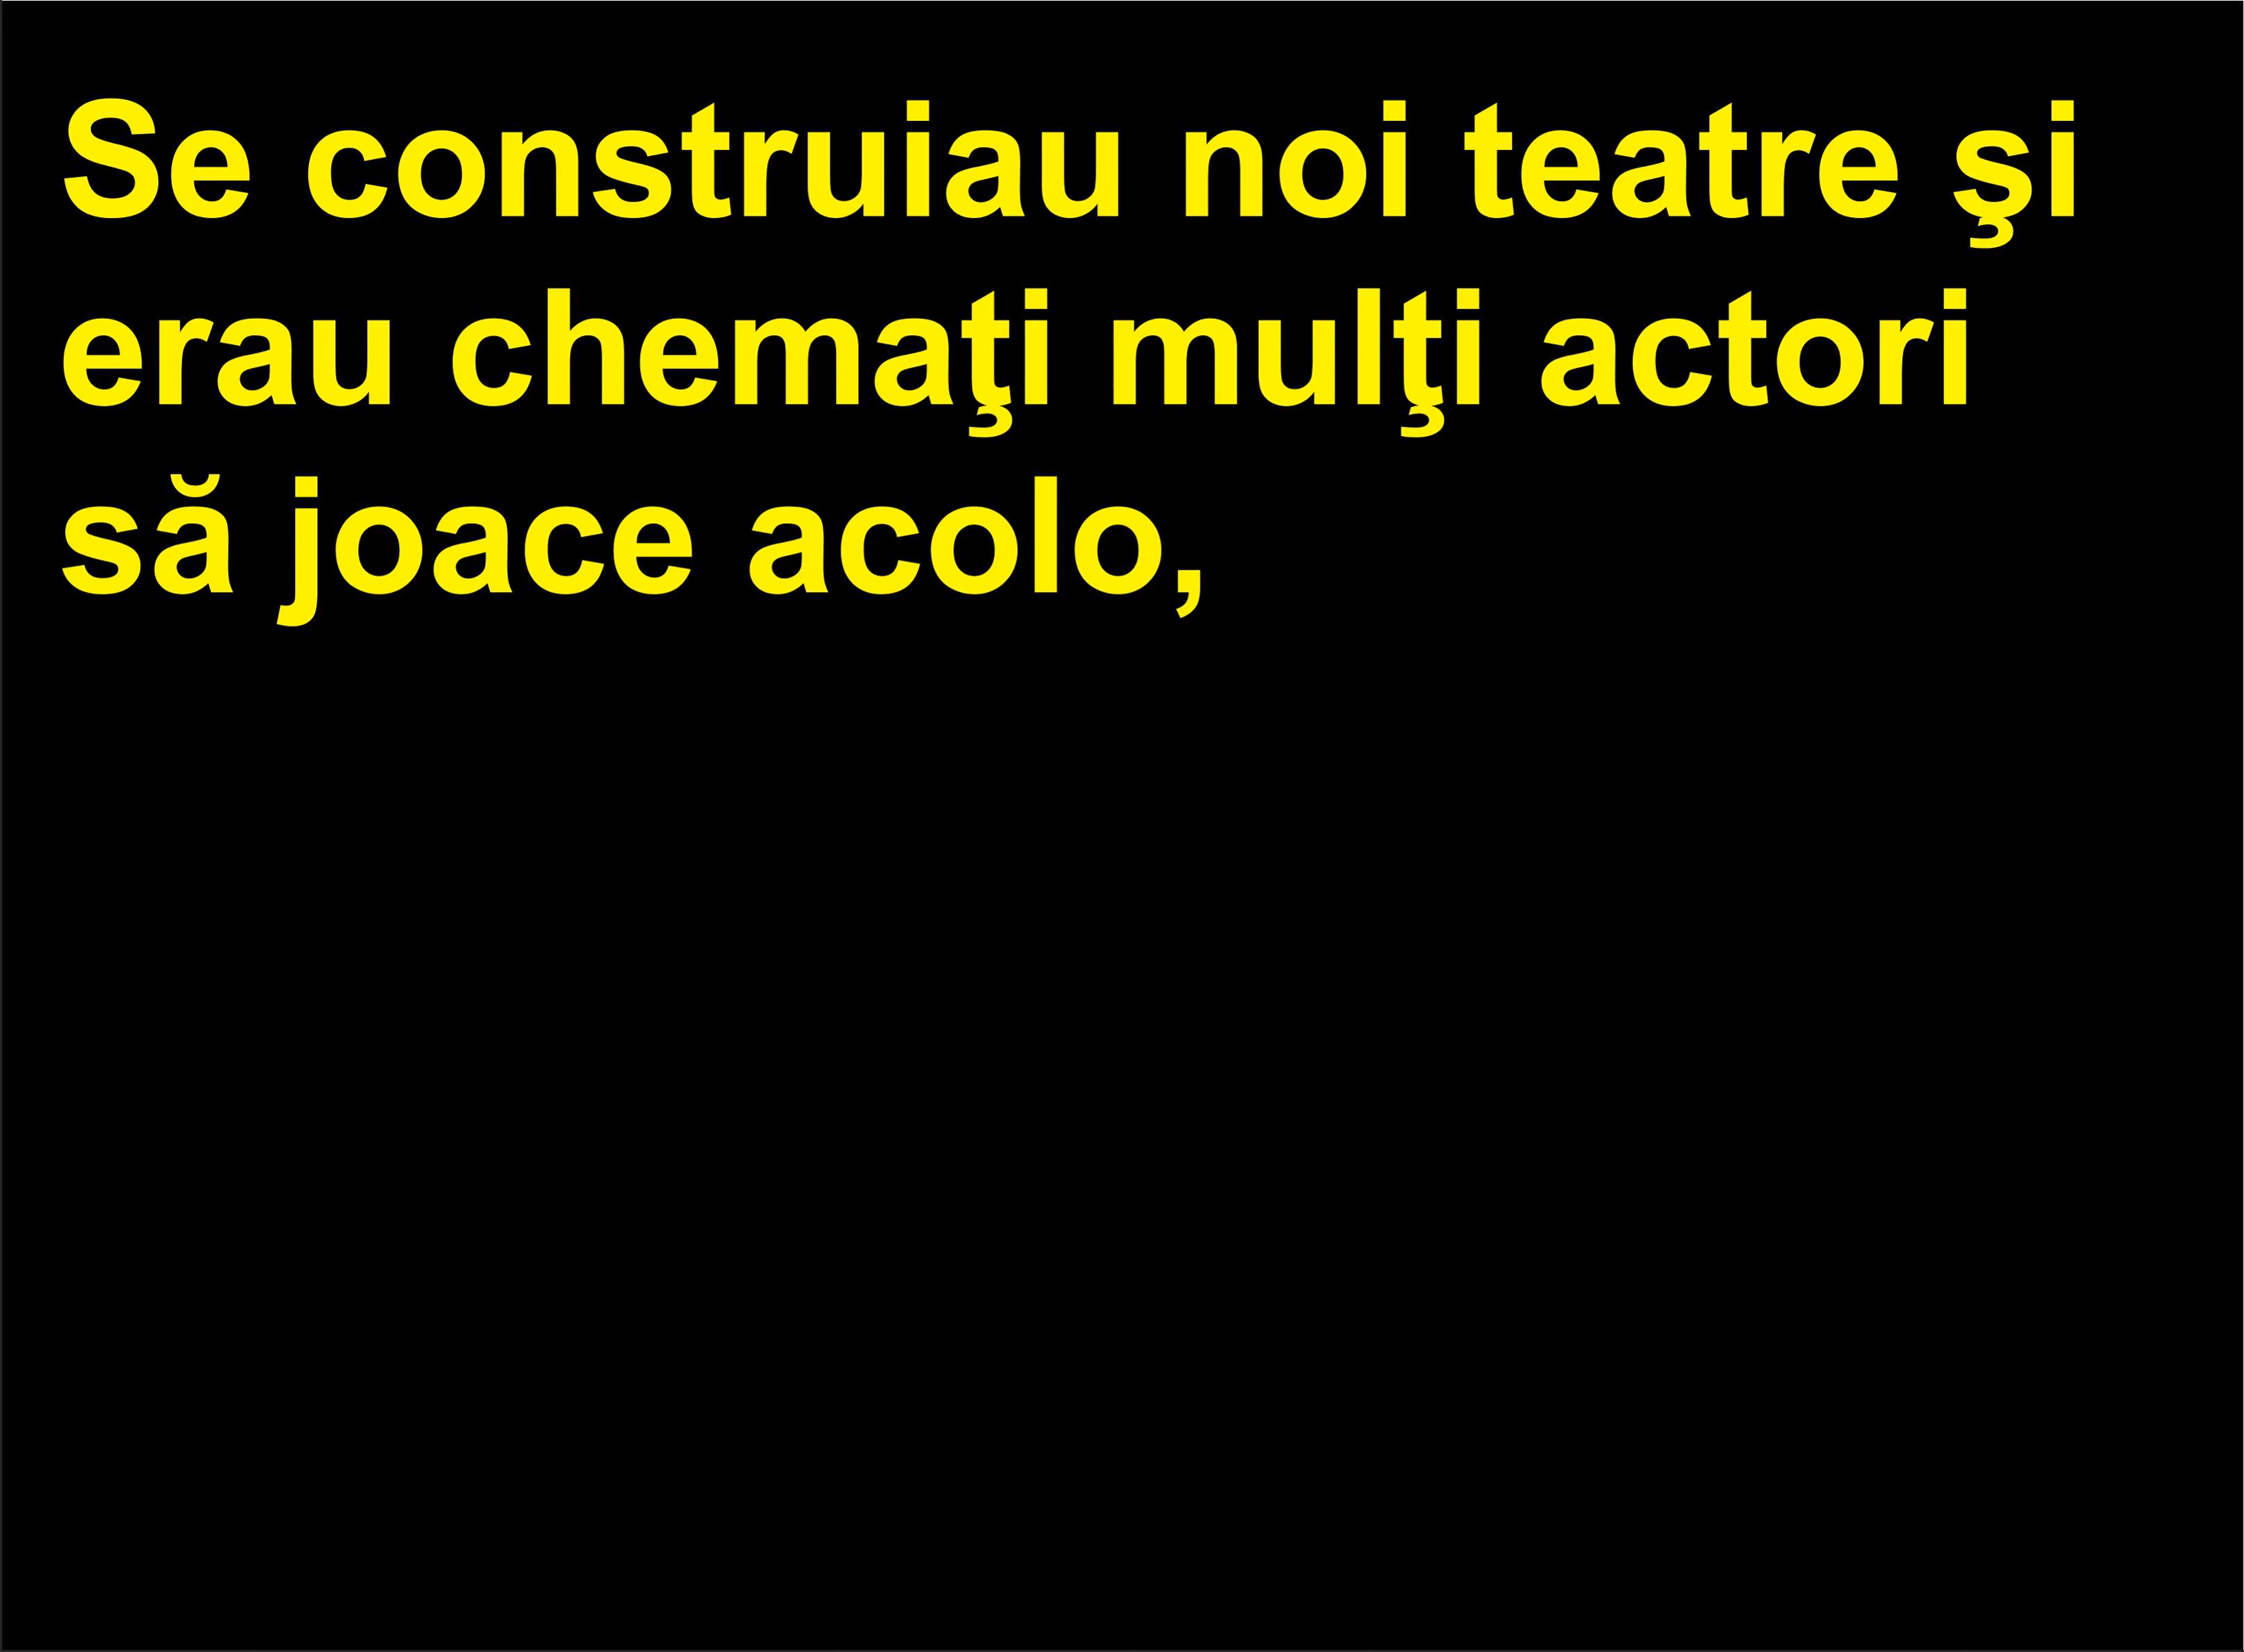 Se construiau noi teatre şi
erau chemaţi mulţi actori
să joace acolo,